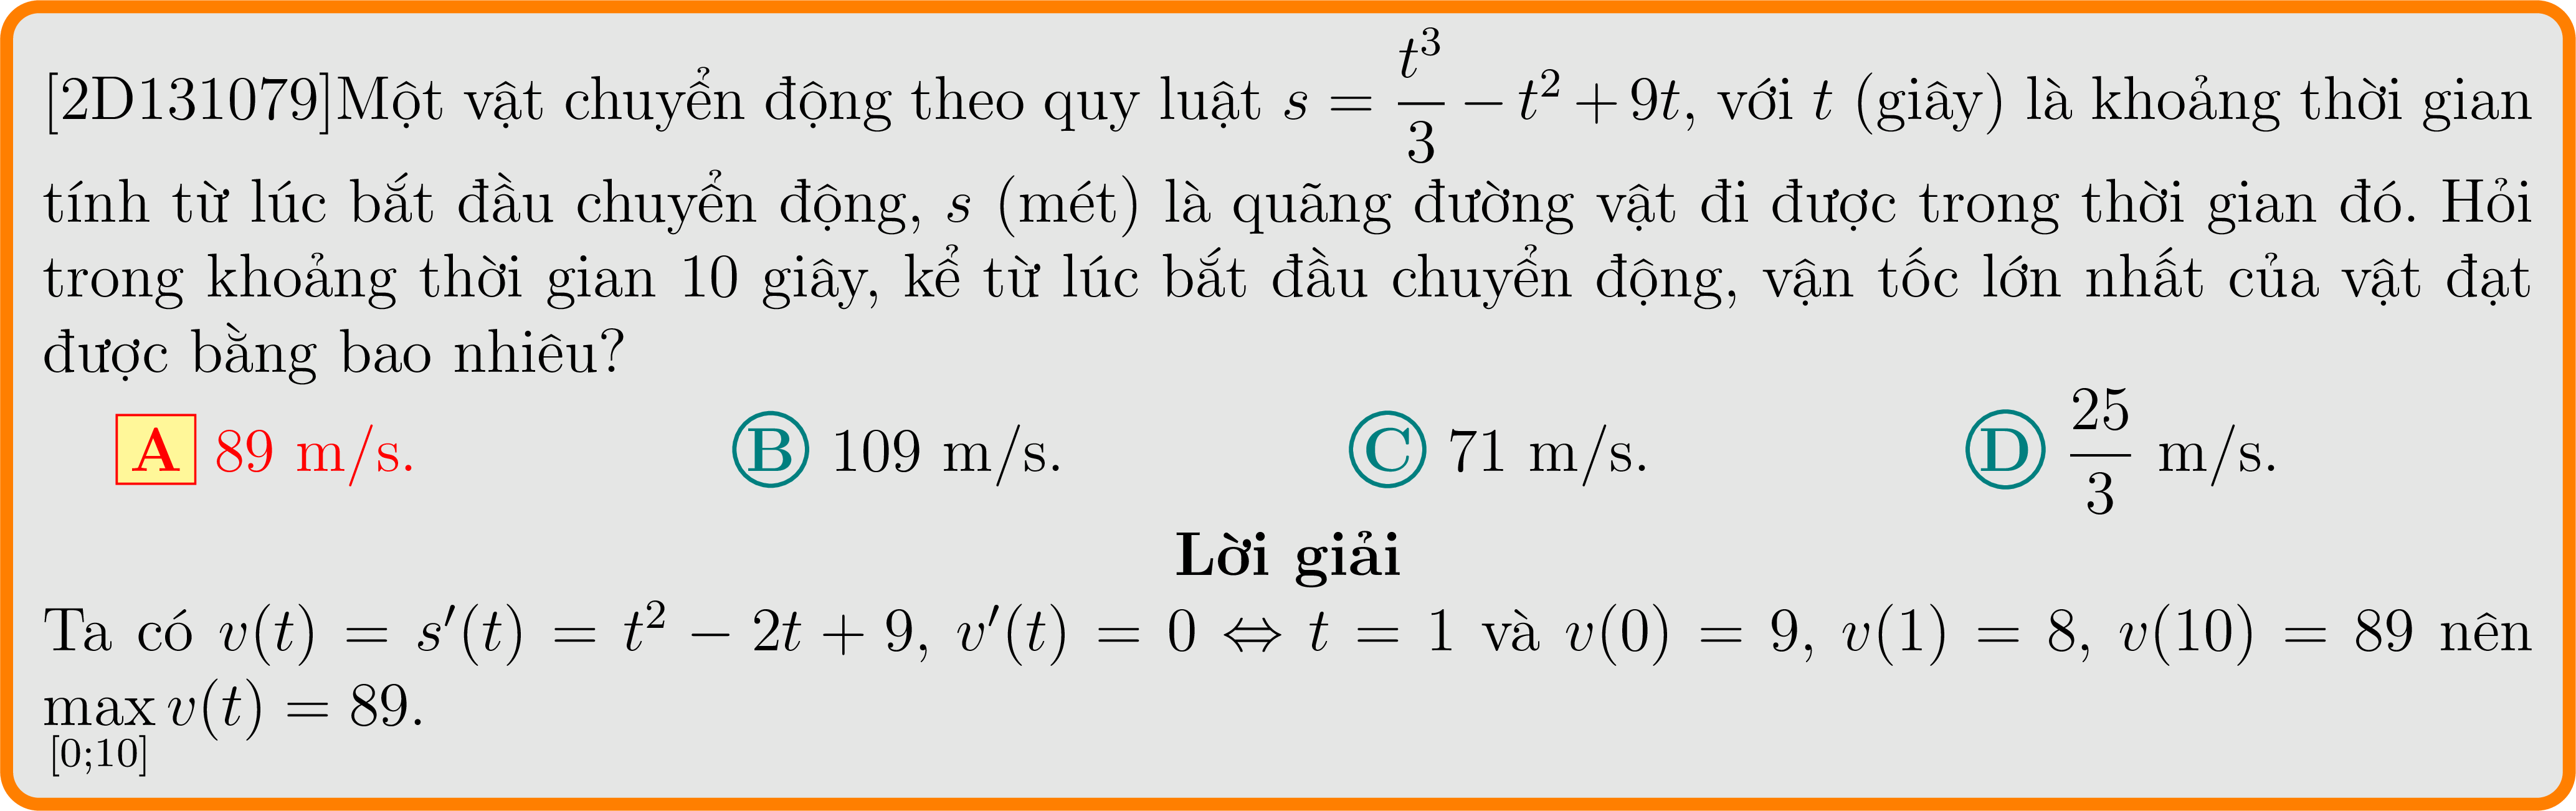 [2D131079]Một vật chuyển động theo quy luật $s = \dfrac{t^3}{3} - t^2 + 9t$, với $t$ (giây) là khoảng thời gian
tính từ lúc bắt đầu chuyển động, $s$ (mét) là quãng đường vật đi được trong thời gian đó. Hỏi
trong khoảng thời gian 10 giây, kể từ lúc bắt đầu chuyển động, vận tốc lớn nhất của vật đạt
được bằng bao nhiêu?
A 89 m/s. B 109 m/s. C 71 m/s. D $\dfrac{25}{3}$ m/s.
Lời giải
Ta có $v(t) = s'(t) = t^2 - 2t + 9$, $v'(t) = 0 \Leftrightarrow t = 1$ và $v(0) = 9$, $v(1) = 8$, $v(10) = 89$ nên
$\max\limits_{[0;10]} v(t) = 89$.